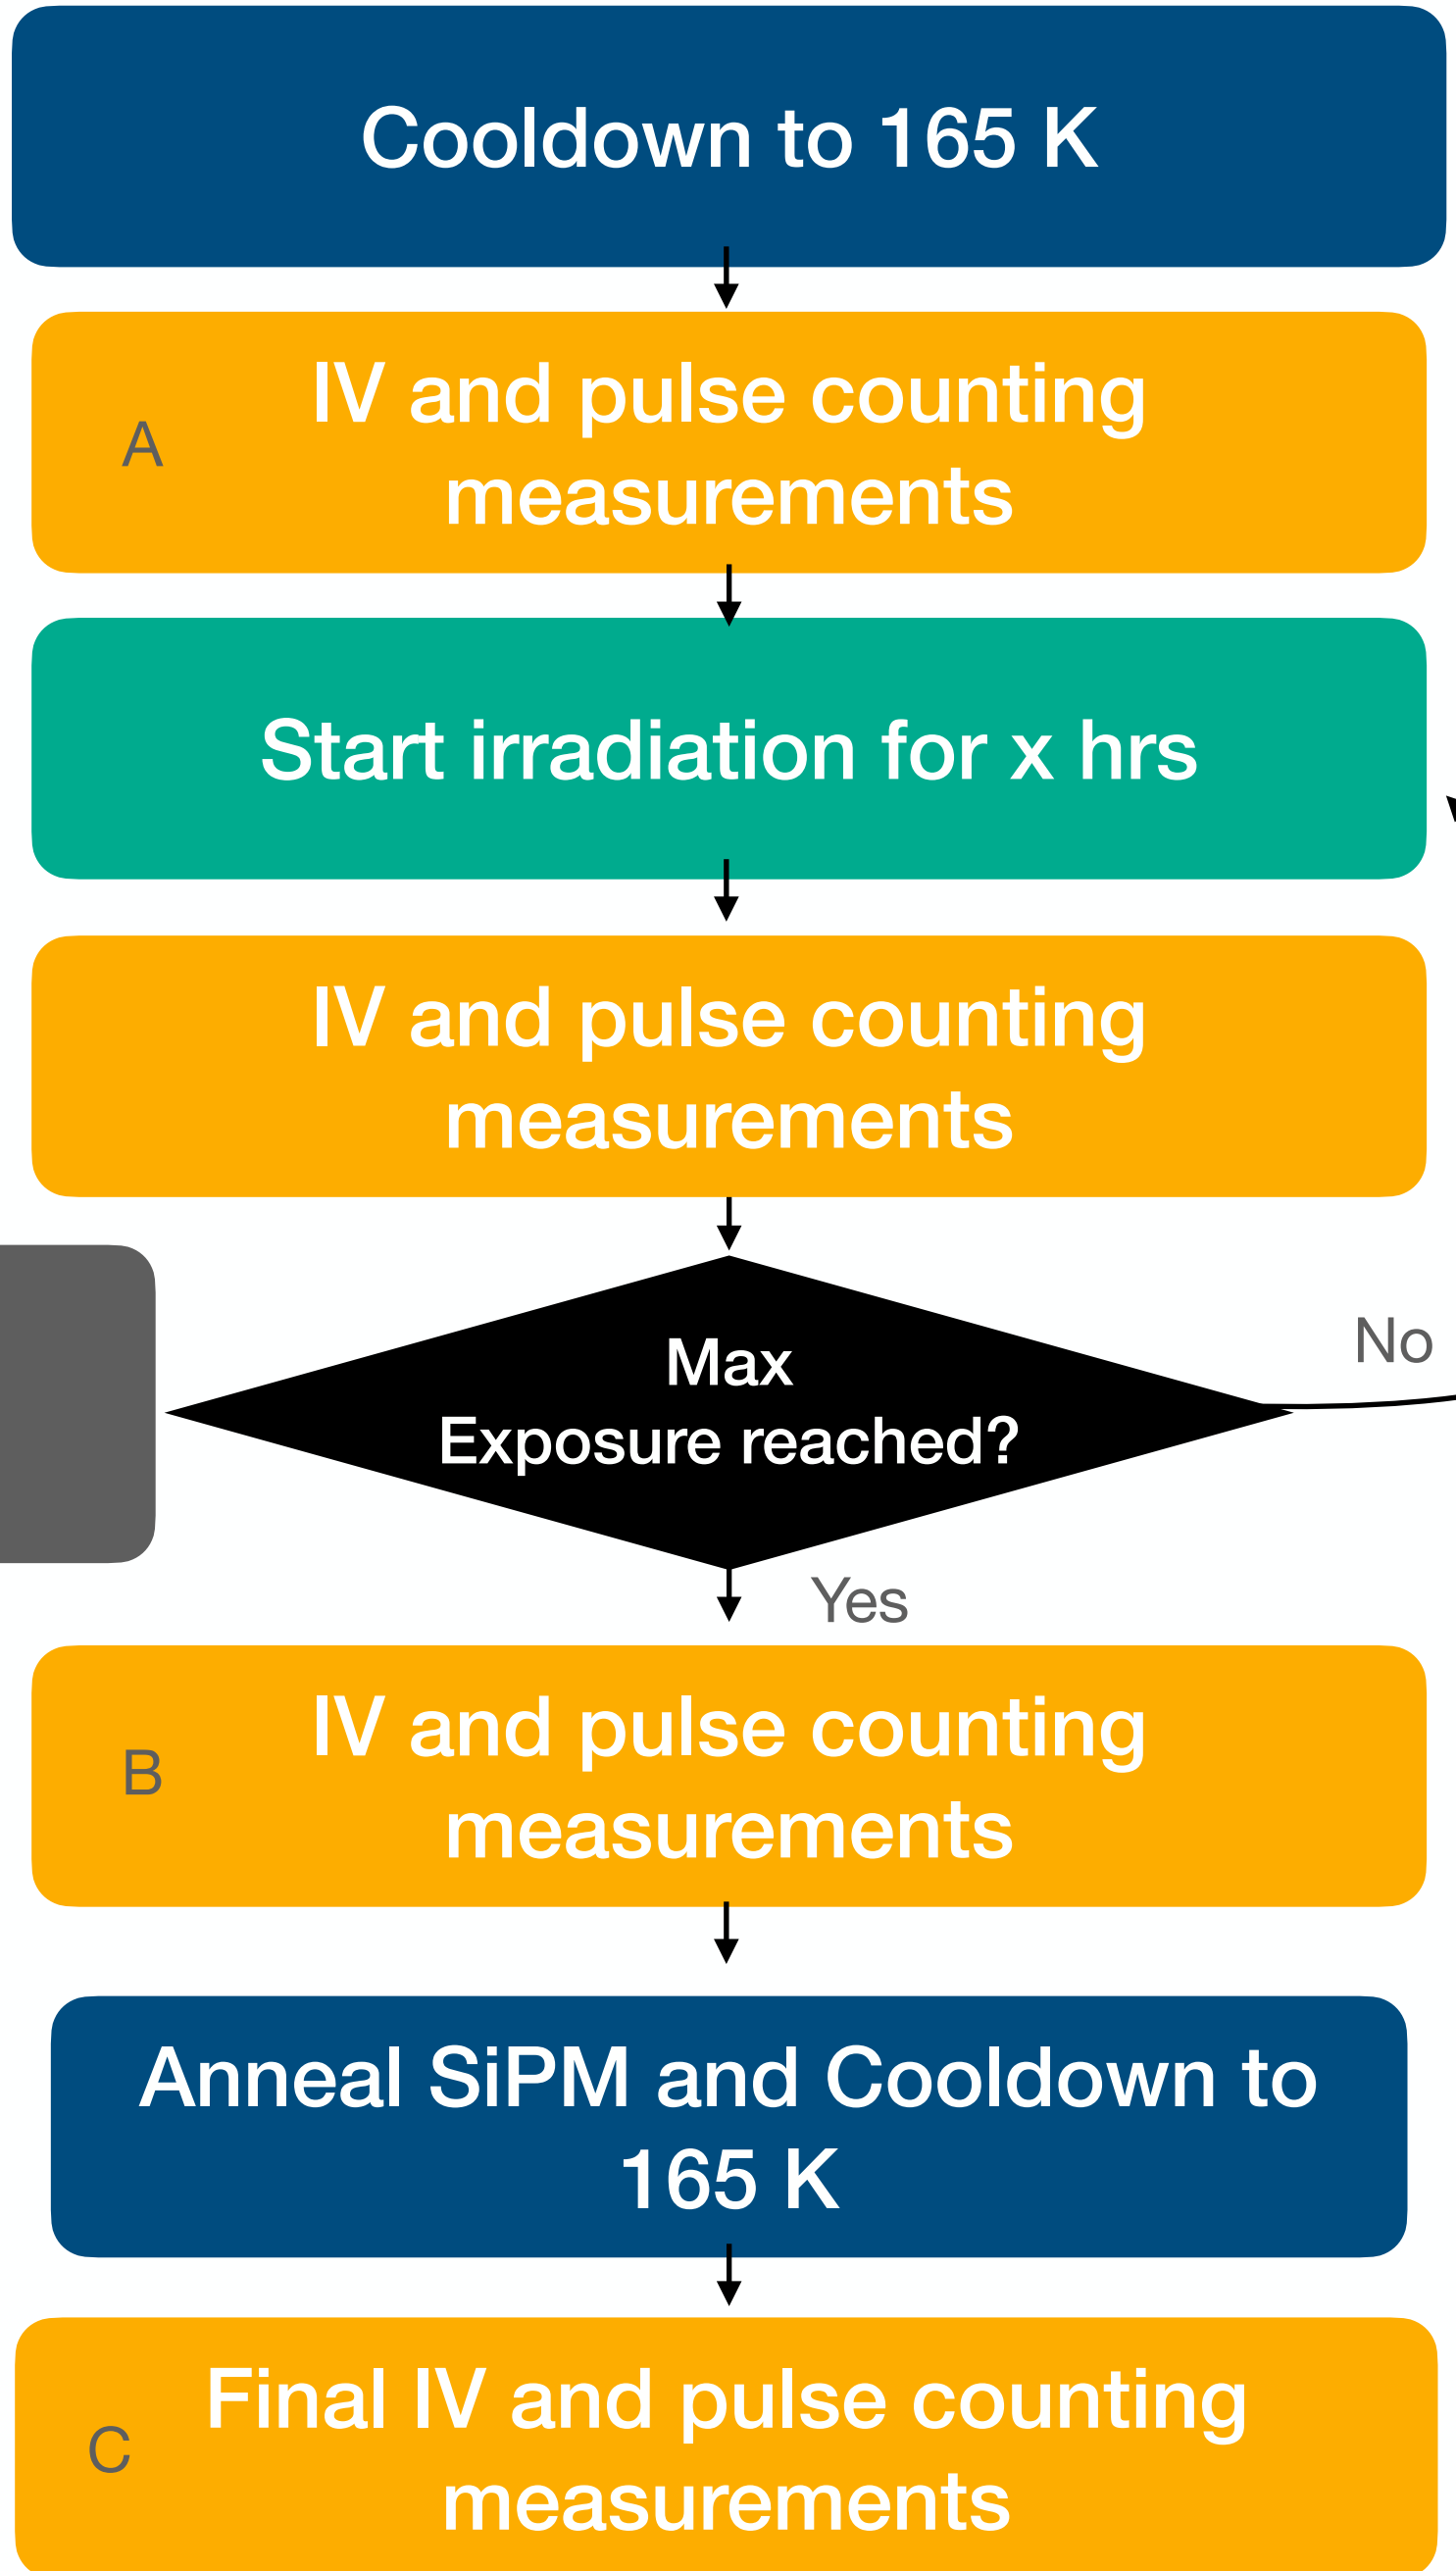 Cooldown to 165 K
A
IV and pulse counting
measurements
Start irradiation for x hrs
IV and pulse counting
measurements
Max
Exposure reached?
No
Yes
B
IV and pulse counting
measurements
Anneal SiPM and Cooldown to
165 K
C
Final IV and pulse counting
measurements